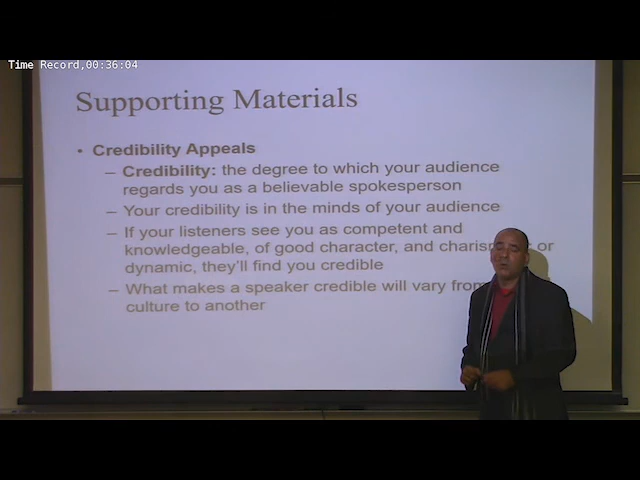 Time Record,00:36:04
Supporting Materials
• Credibility Appeals
– Credibility: the degree to which your audience
regards you as a believable spokesperson
– Your credibility is in the minds of your audience
– If your listeners see you as competent and
knowledgeable, of good character, and or
dynamic, they'll find you credible
– What makes a speaker credible will vary from
culture to another